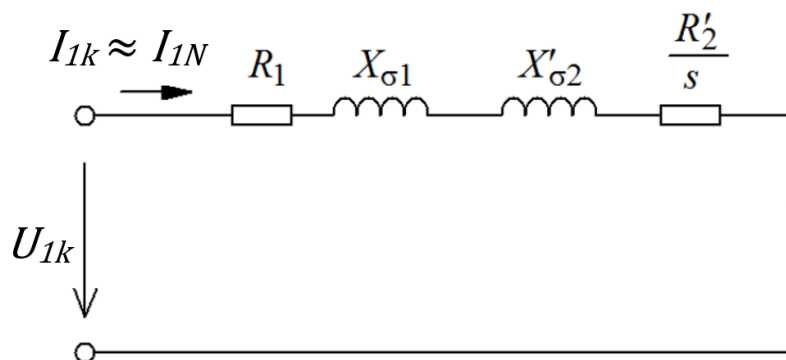 I1k ≈ I1N
R1
Xσ1
X′σ2
R′2
s
U1k